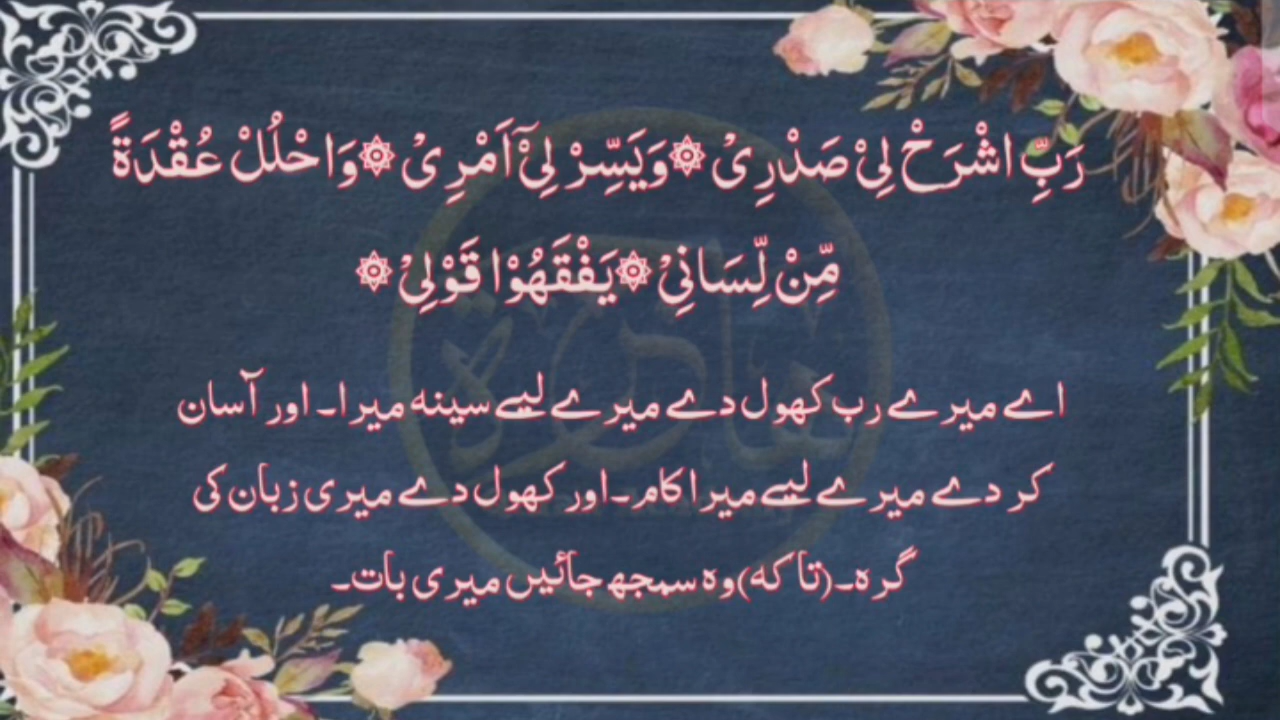 رَبِّ اشْرَحْ لِیْ صَدْرِیْ ۞ وَیَسِّرْ لِیْۤ اَمْرِیْ ۞ وَاحْلُلْ عُقْدَةً
مِّنْ لِّسَانِیْ ۞ یَفْقَهُوْا قَوْلِیْ ۞
اے میرے رب کھول دے میرے لیے سینہ میرا۔ اور آسان
کر دے میرے لیے میرا کام۔ اور کھول دے میری زبان کی
گرہ۔ (تاکہ) وہ سمجھ جائیں میری بات۔